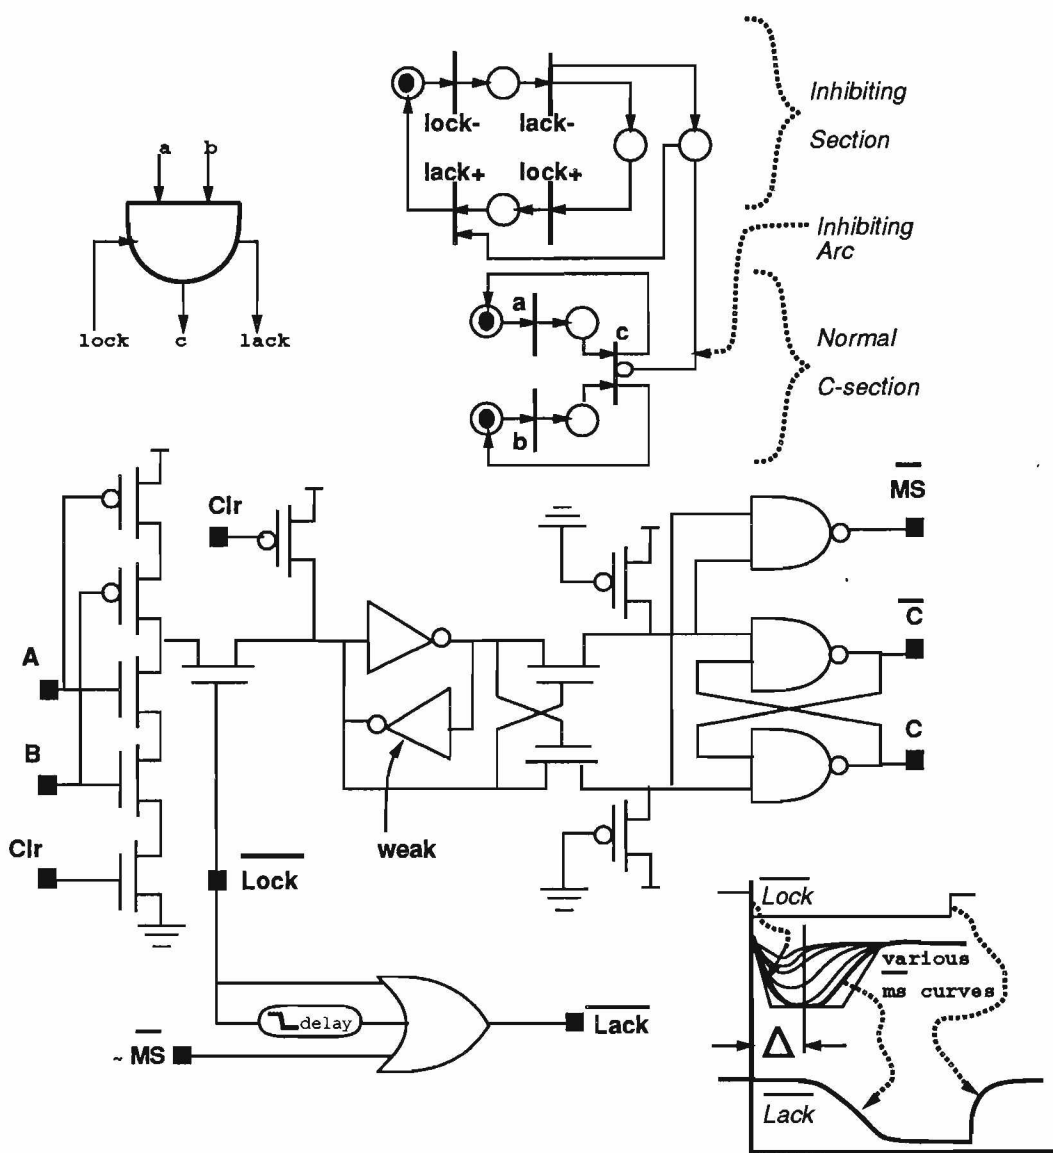 lock-
lack-
lack+
lock+
Inhibiting
Section
a
b
lock
c
lack
Inhibiting
Arc
a
c
b
Normal
C-section
Clr
MS
C
A
B
C
Clr
weak
Lock
Lock
various
ms curves
delay
Lack
~ MS
Δ
Lack